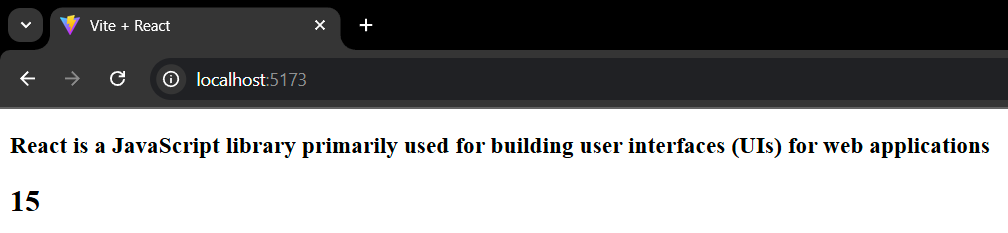 Vite + React
localhost:5173
React is a JavaScript library primarily used for building user interfaces (UIs) for web applications
15